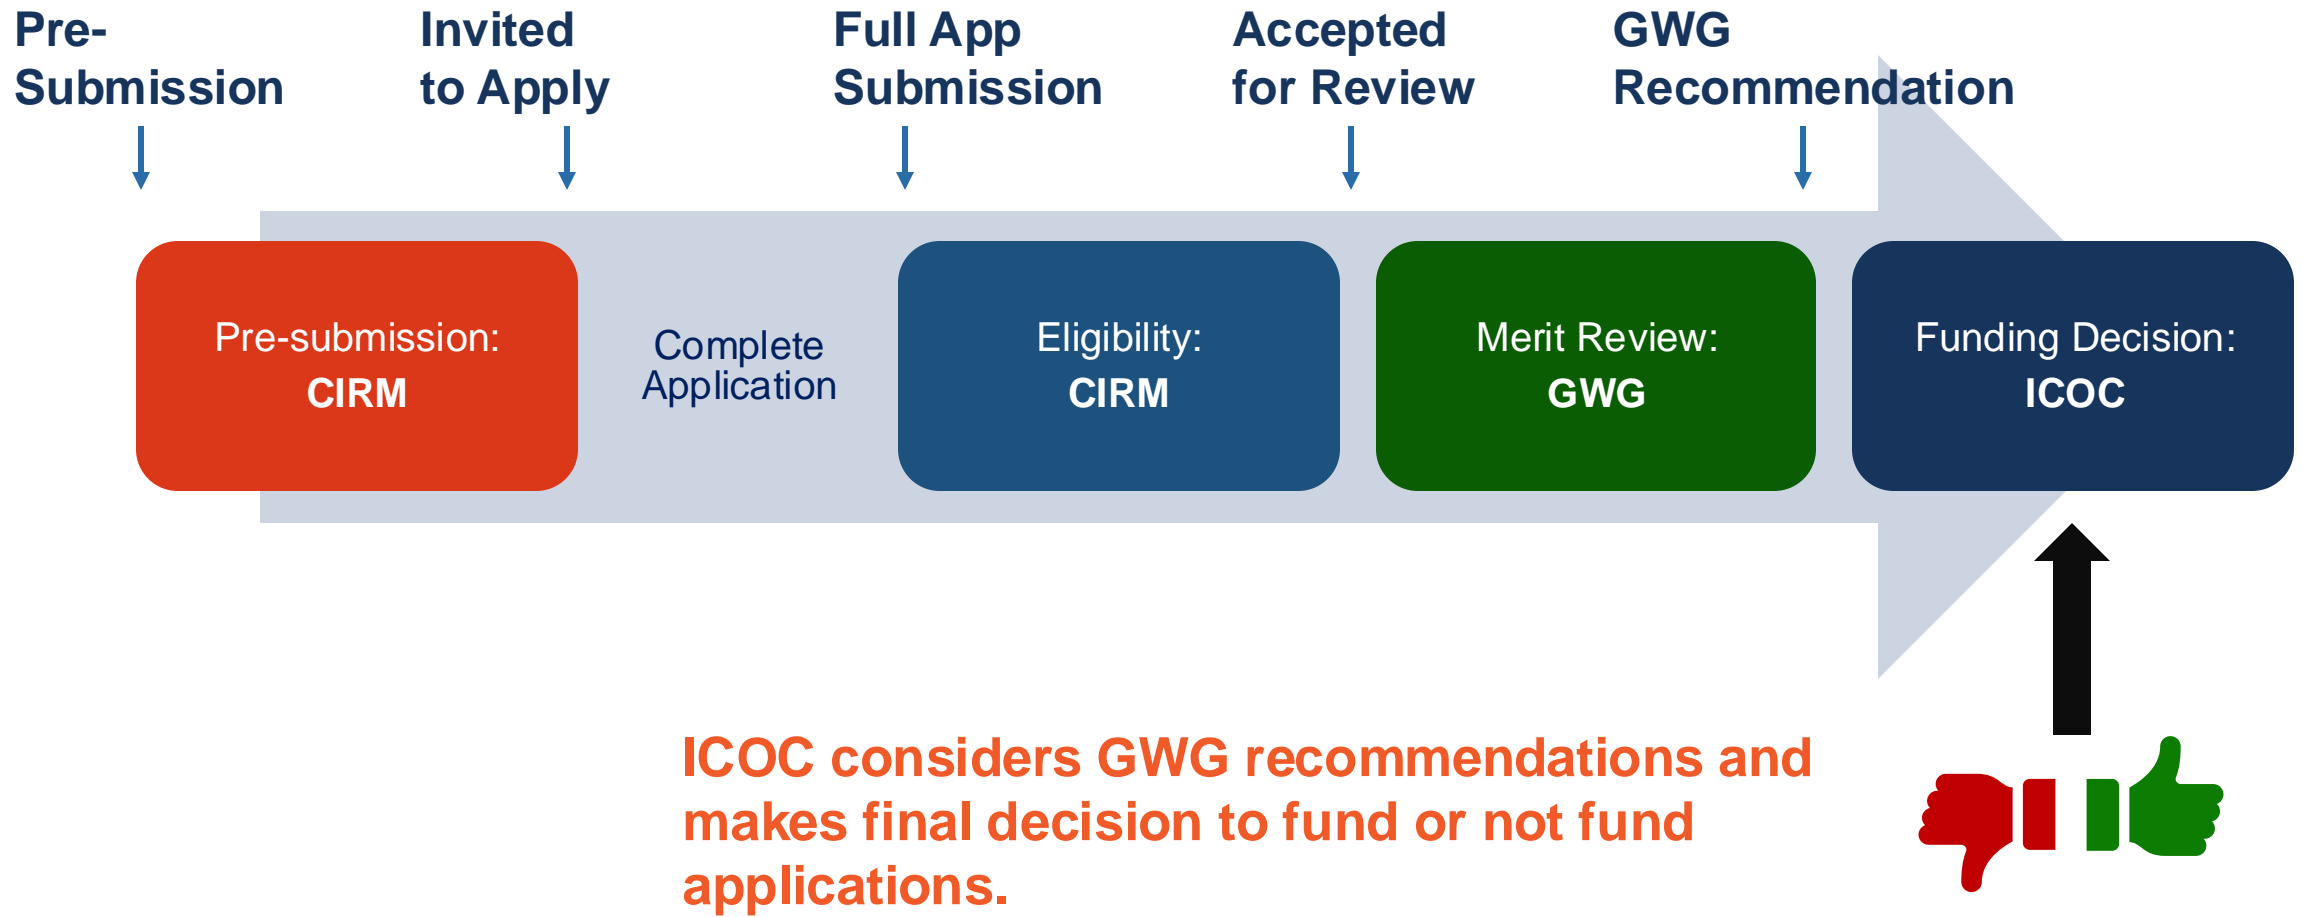 Pre-
Submission
Invited
to Apply
Full App
Submission
Accepted
for Review
GWG
Recommendation
Pre-submission:
CIRM
Complete
Application
Eligibility:
CIRM
Merit Review:
GWG
Funding Decision:
ICOC
ICOC considers GWG recommendations and
makes final decision to fund or not fund
applications.